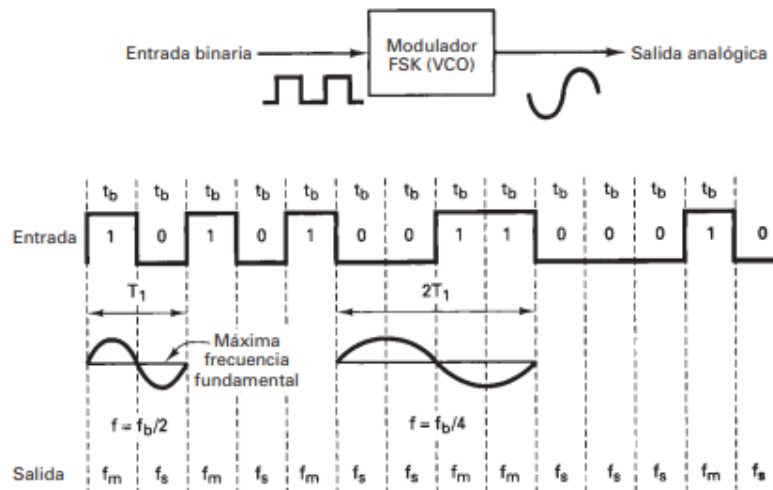 Entrada binaria Modulador FSK (VCO) Salida analógica
t_b t_b t_b t_b t_b t_b t_b t_b t_b t_b t_b t_b t_b
Entrada 1 0 1 0 1 0 0 1 1 0 0 0 1 0
T₁ 2T₁
Máxima
frecuencia
fundamental
f = f_b/2 f = f_b/4
Salida f_m f_s f_m f_s f_m f_s f_s f_m f_m f_s f_s f_s f_m f_s